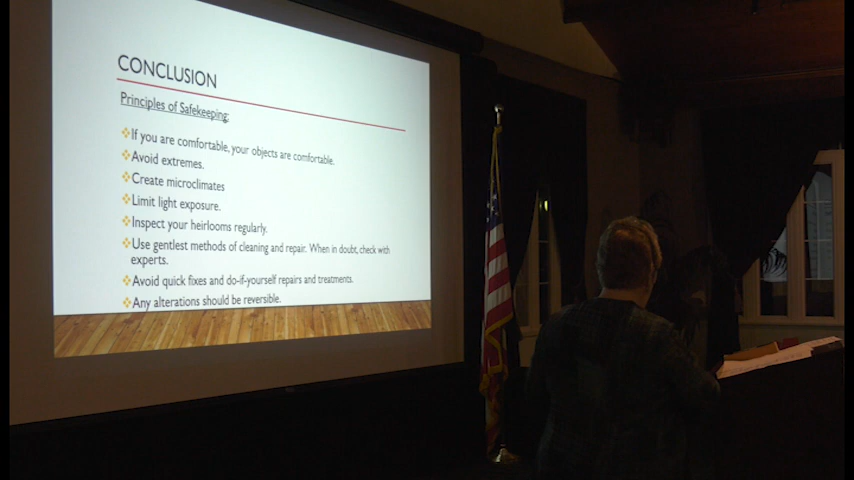 CONCLUSION
Principles of Safekeeping:
If you are comfortable, your objects are comfortable.
Avoid extremes.
Create microclimates
Limit light exposure.
Inspect your heirlooms regularly.
Use gentlest methods of cleaning and repair. When in doubt, check with
experts.
Avoid quick fixes and do-if-yourself repairs and treatments.
Any alterations should be reversible.